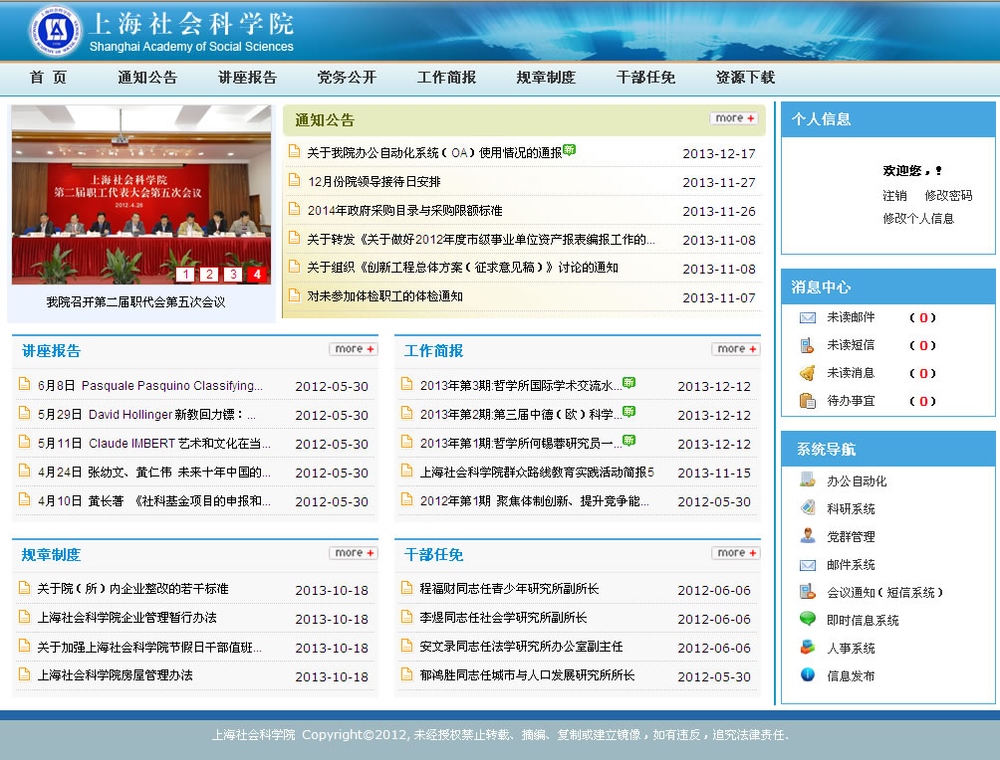 上海社会科学院
Shanghai Academy of Social Sciences
首 页 通知公告 讲座报告 党务公开 工作简报 规章制度 干部任免 资源下载
上海社会科学院
第二届职工代表大会第五次会议
2012.4.26
1 2 3 4
我院召开第二届职代会第五次会议
通知公告 more +
关于我院办公自动化系统(OA)使用情况的通报 新 2013-12-17
12月份院领导接待日安排 2013-11-27
2014年政府采购目录与采购限额标准 2013-11-26
关于转发《关于做好2012年度市级事业单位资产报表编报工作的... 2013-11-08
关于组织《创新工程总体方案(征求意见稿)》讨论的通知 2013-11-08
对未参加体检职工的体检通知 2013-11-07
讲座报告 more +
6月8日 Pasquale Pasquino Classifying... 2012-05-30
5月29日 David Hollinger 新教回力镖:... 2012-05-30
5月11日 Claude IMBERT 艺术和文化在当... 2012-05-30
4月24日 张幼文、黄仁伟 未来十年中国的... 2012-05-30
4月10日 黄长著 《社科基金项目的申报和... 2012-05-30
工作简报 more +
2013年第3期:哲学所国际学术交流水... 新 2013-12-12
2013年第2期:第三届中德(欧)科学... 新 2013-12-12
2013年第1期:哲学所何锡蓉研究员一... 新 2013-12-12
上海社会科学院群众路线教育实践活动简报5 2013-11-15
2012年第1期 聚焦体制创新、提升竞争能... 2012-05-30
规章制度 more +
关于院(所)内企业整改的若干标准 2013-10-18
上海社会科学院企业管理暂行办法 2013-10-18
关于加强上海社会科学院节假日干部值班... 2013-10-18
上海社会科学院房屋管理办法 2013-10-18
干部任免 more +
程福财同志任青少年研究所副所长 2012-06-06
李煜同志任社会学研究所副所长 2012-06-06
安文录同志任法学研究所办公室副主任 2012-06-06
郁鸿胜同志任城市与人口发展研究所所长 2012-05-30
个人信息
欢迎您,!
注销 修改密码
修改个人信息
消息中心
未读邮件 (0)
未读短信 (0)
未读消息 (0)
待办事宜 (0)
系统导航
办公自动化
科研系统
党群管理
邮件系统
会议通知(短信系统)
即时信息系统
人事系统
信息发布
上海社会科学院 Copyright©2012, 未经授权禁止转载、摘编、复制或建立镜像,如有违反,追究法律责任.